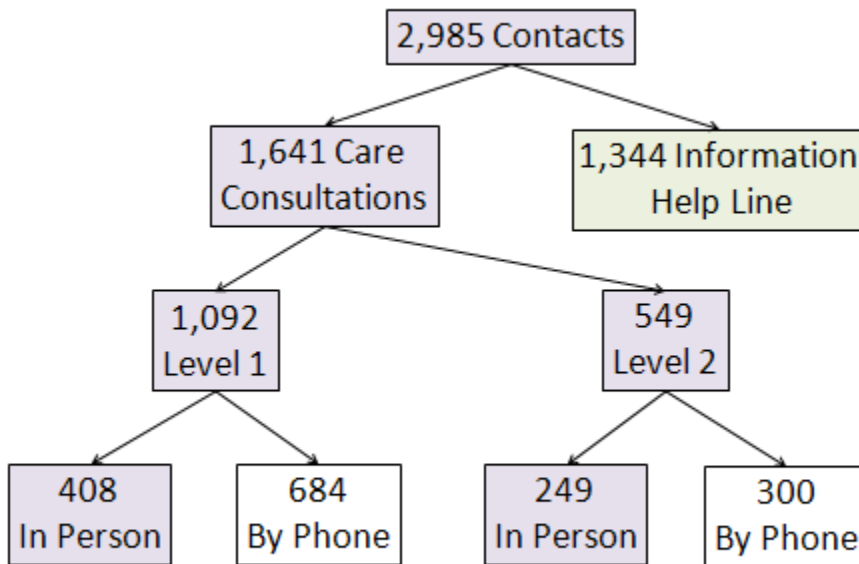 2,985 Contacts
1,641 Care
Consultations
1,344 Information
Help Line
1,092
Level 1
549
Level 2
408
In Person
684
By Phone
249
In Person
300
By Phone